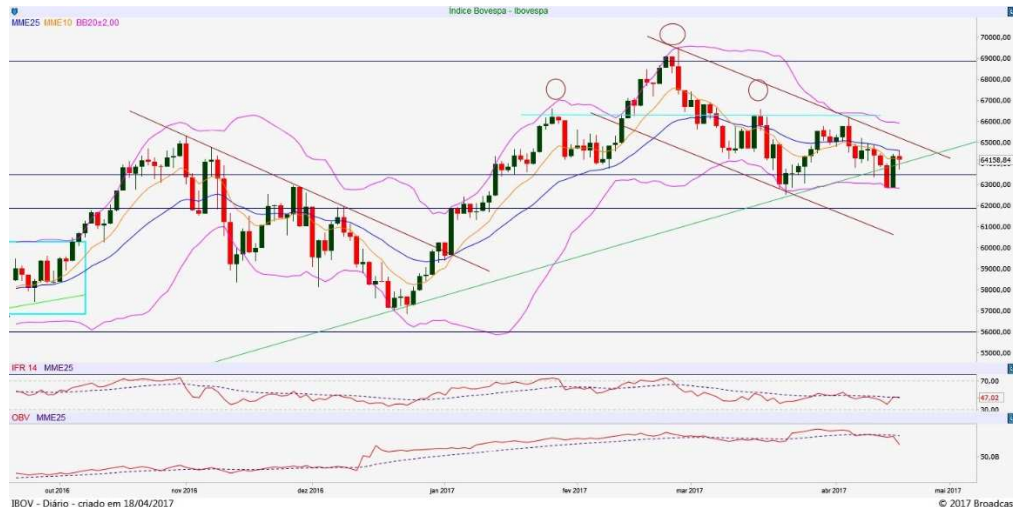 Índice Bovespa - Ibovespa
MME25 MME10 BB20±2.00
70000,00
69000,00
68000,00
67000,00
66000,00
65000,00
64158,84
63000,00
62000,00
61000,00
60000,00
59000,00
58000,00
57000,00
56000,00
55000,00
IFR 14 MME25
70.00
47.02
30.00
OBV MME25
30,0B
out 2016
nov 2016
dez 2016
jan 2017
fev 2017
mar 2017
abr 2017
mai 2017
IBOV - Diário - criado em 18/04/2017
© 2017 Broadcas